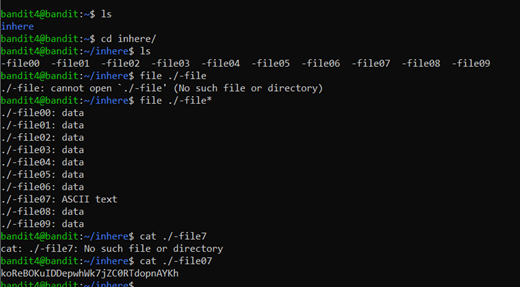 bandit4@bandit:~$ ls
inhere
bandit4@bandit:~$ cd inhere/
bandit4@bandit:~/inhere$ ls
-file00  -file01  -file02  -file03  -file04  -file05  -file06  -file07  -file08  -file09
bandit4@bandit:~/inhere$ file ./-file
./-file: cannot open `./-file' (No such file or directory)
bandit4@bandit:~/inhere$ file ./-file*
./-file00: data
./-file01: data
./-file02: data
./-file03: data
./-file04: data
./-file05: data
./-file06: data
./-file07: ASCII text
./-file08: data
./-file09: data
bandit4@bandit:~/inhere$ cat ./-file7
cat: ./-file7: No such file or directory
bandit4@bandit:~/inhere$ cat ./-file07
koReBOKuIDDepwhWk7jZC0RTdopnAYKh
bandit4@bandit:~/inhere$